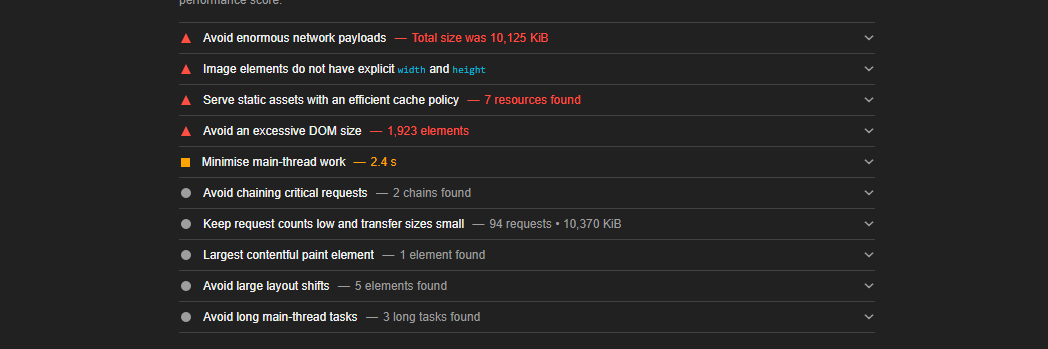 performance score.
Avoid enormous network payloads — Total size was 10,125 KiB
Image elements do not have explicit width and height
Serve static assets with an efficient cache policy — 7 resources found
Avoid an excessive DOM size — 1,923 elements
Minimise main-thread work — 2.4 s
Avoid chaining critical requests — 2 chains found
Keep request counts low and transfer sizes small — 94 requests • 10,370 KiB
Largest contentful paint element — 1 element found
Avoid large layout shifts — 5 elements found
Avoid long main-thread tasks — 3 long tasks found